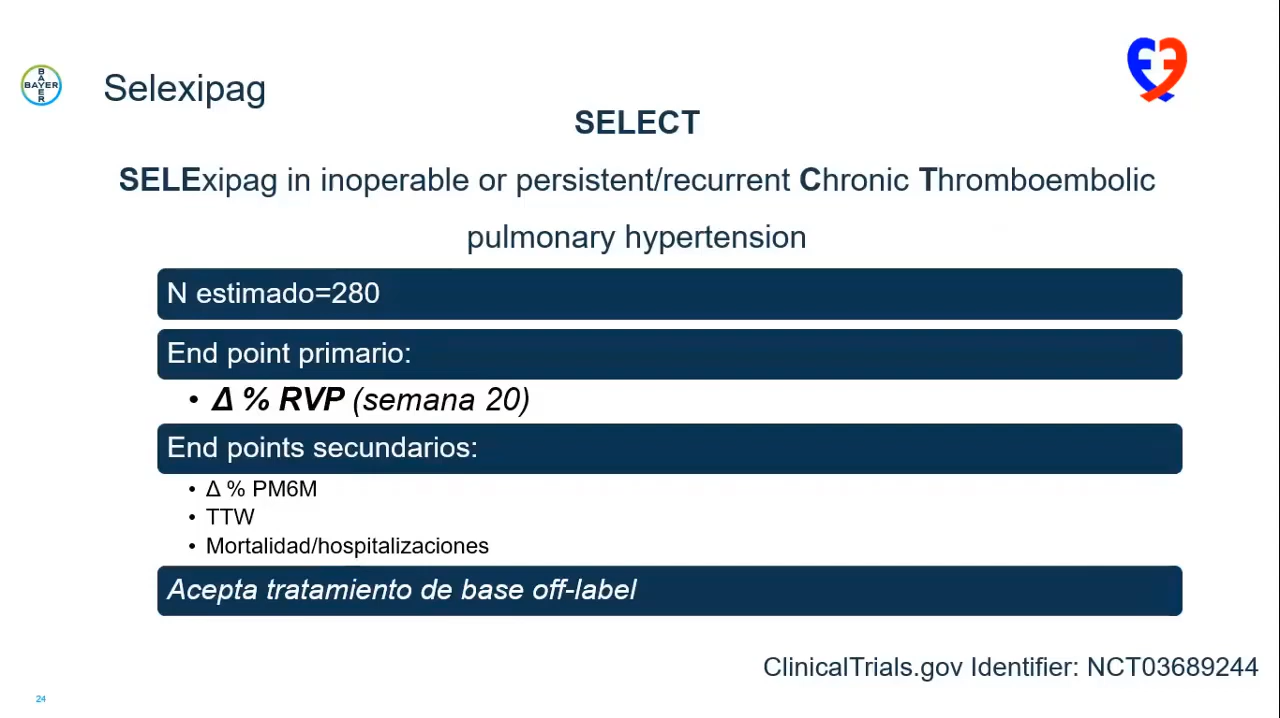 BAYER
Selexipag
SELECT
SELExipag in inoperable or persistent/recurrent Chronic Thromboembolic
pulmonary hypertension
N estimado=280
End point primario:
• Δ % RVP (semana 20)
End points secundarios:
• Δ % PM6M
• TTW
• Mortalidad/hospitalizaciones
Acepta tratamiento de base off-label
ClinicalTrials.gov Identifier: NCT03689244
24